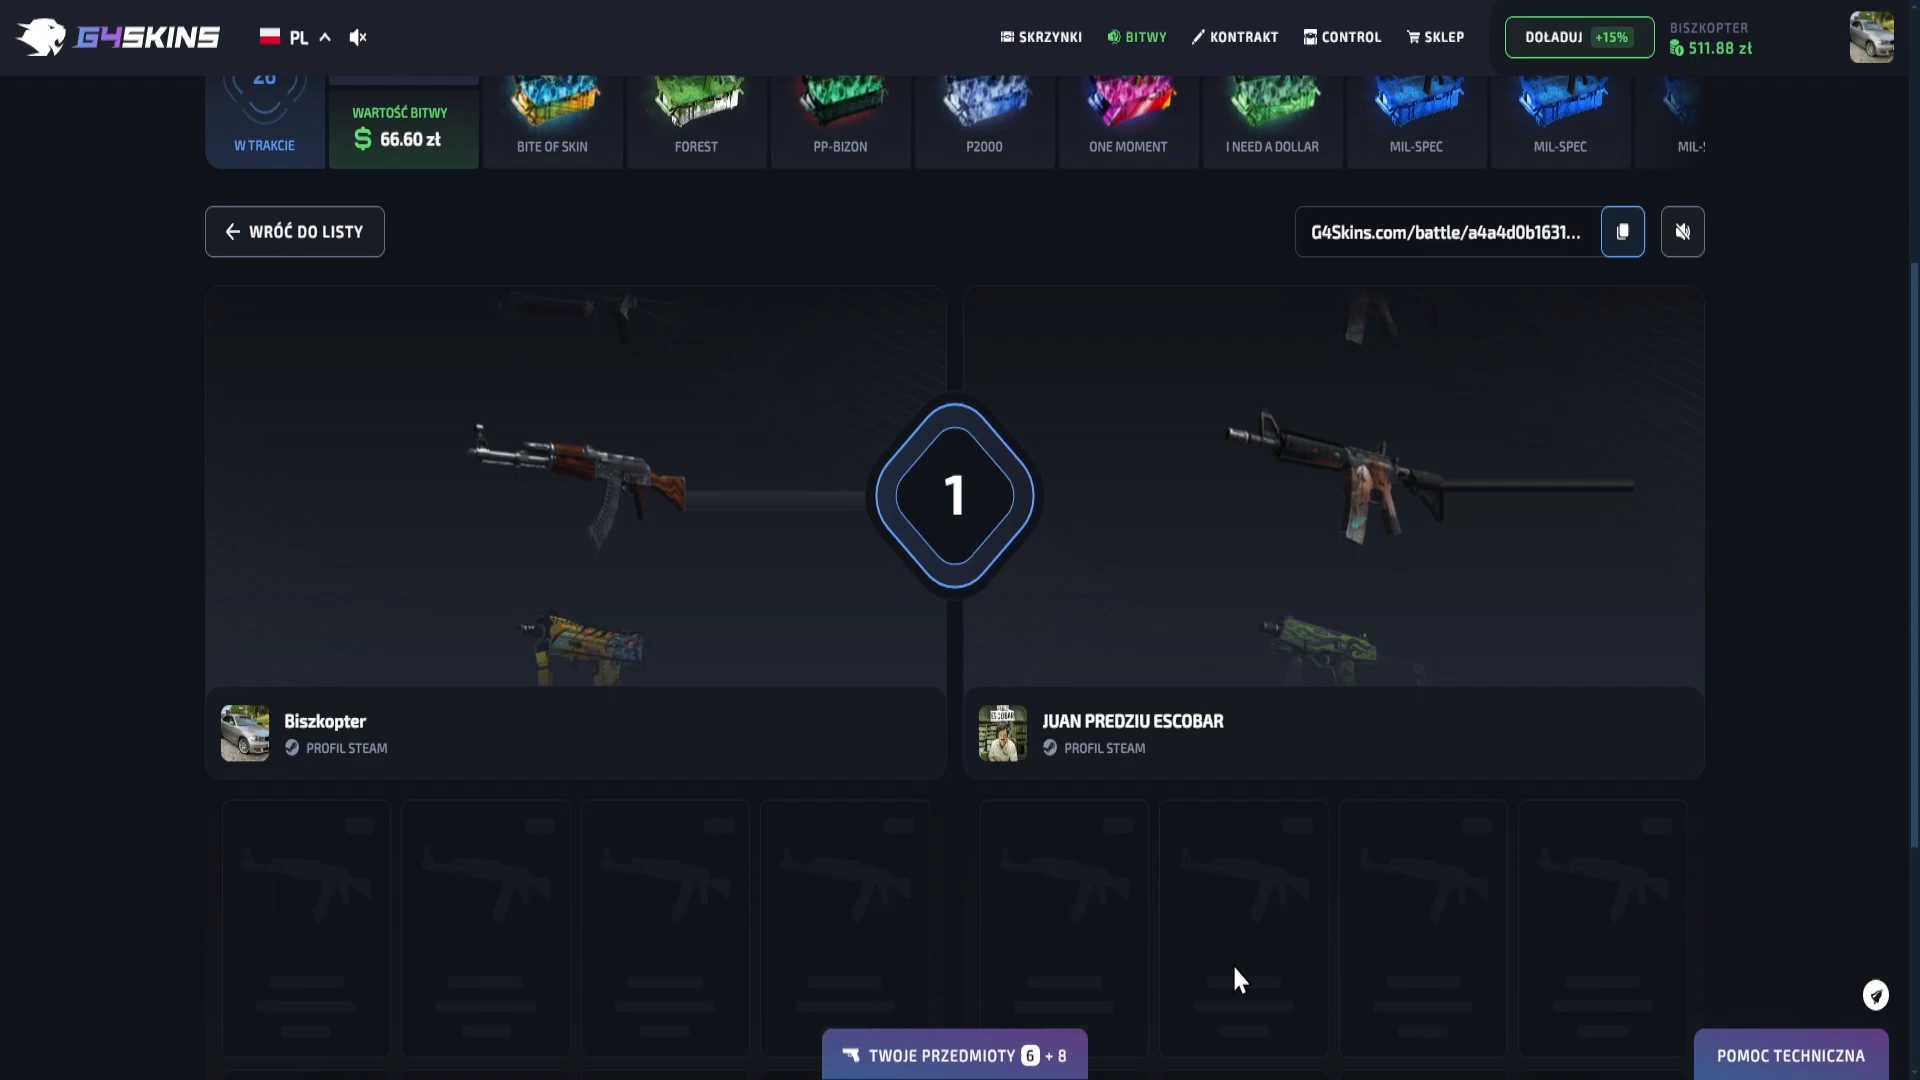 G4SKINS
PL
SKRZYNKI
BITWY
KONTRAKT
CONTROL
SKLEP
DOŁADUJ +15%
BISZKOPTER
511.88 zł
W TRAKCIE
WARTOŚĆ BITWY
$ 66.60 zł
BITE OF SKIN
FOREST
PP-BIZON
P2000
ONE MOMENT
I NEED A DOLLAR
MIL-SPEC
MIL-SPEC
WRÓĆ DO LISTY
G4Skins.com/battle/a4a4d0b1631...
1
Biszkopter
PROFIL STEAM
ESCOBAR
JUAN PREDZIU ESCOBAR
PROFIL STEAM
TWOJE PRZEDMIOTY 6 + 8
POMOC TECHNICZNA